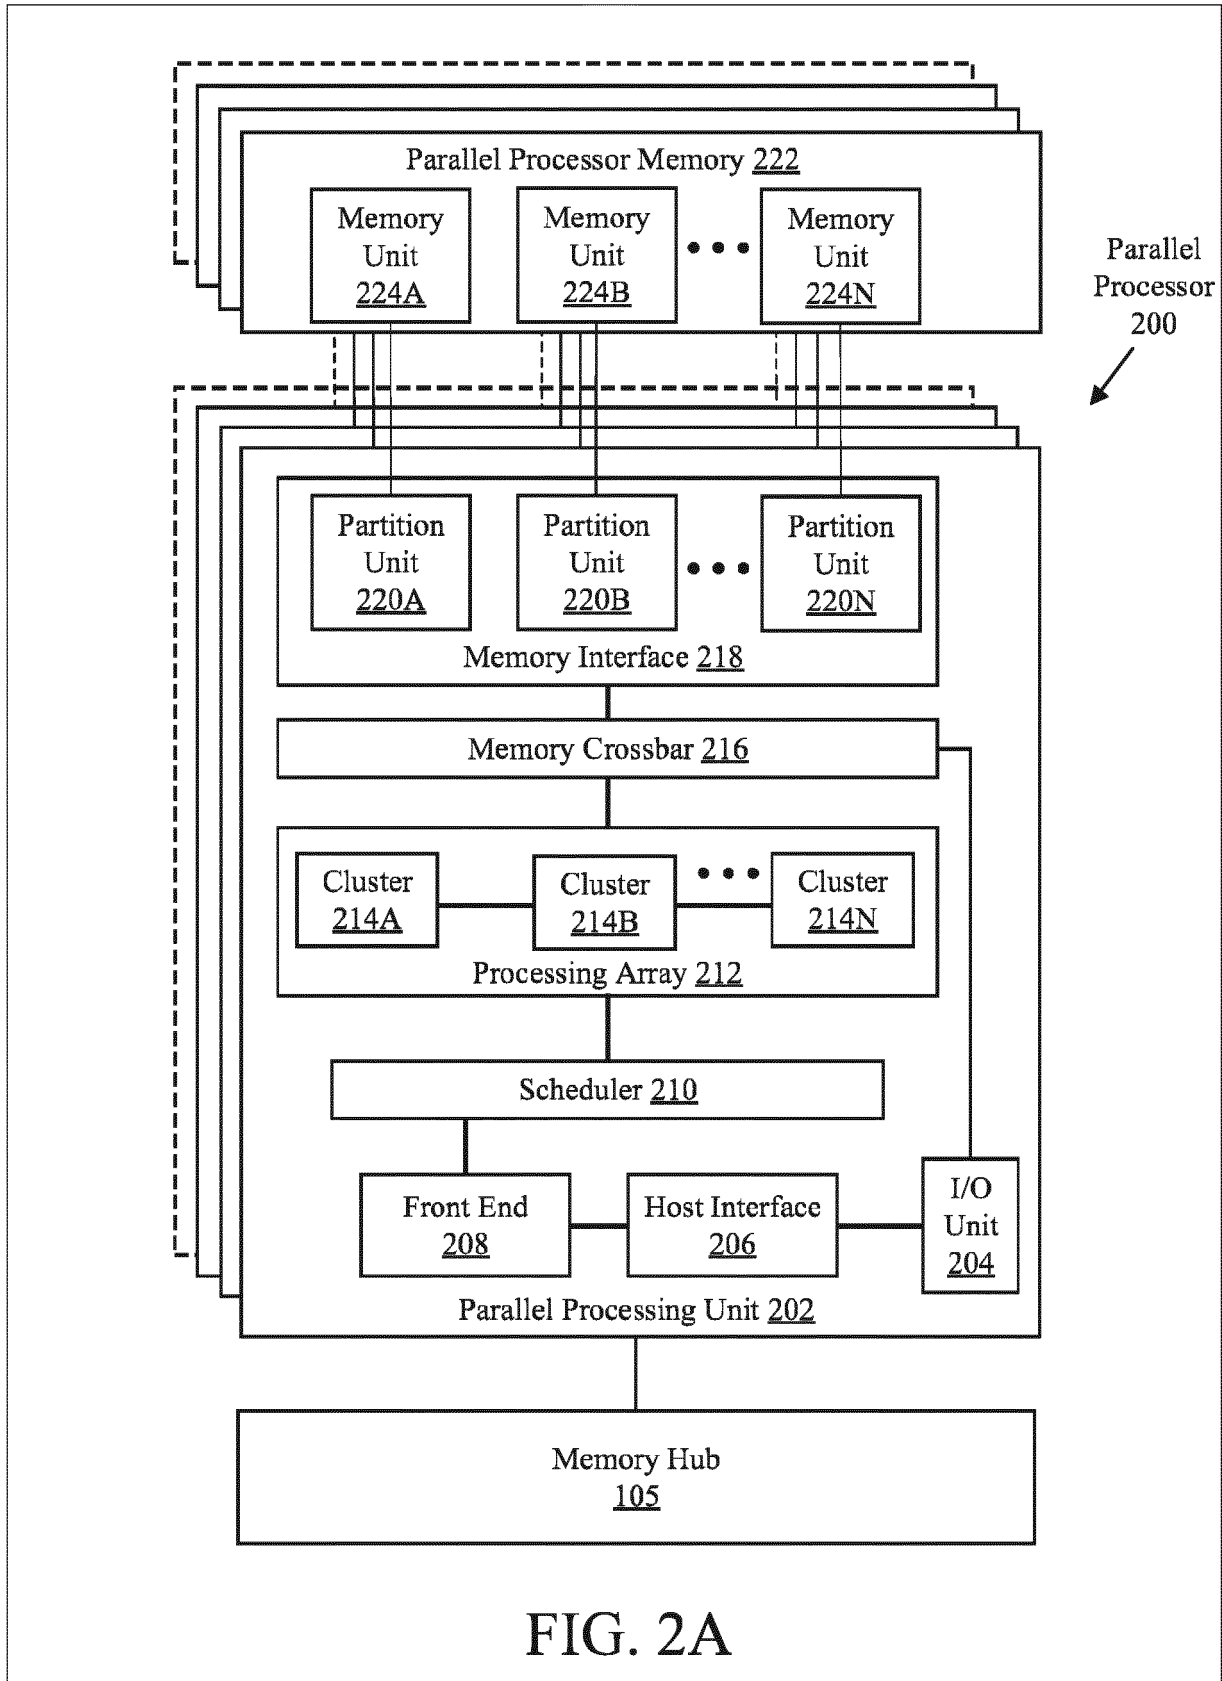 Parallel Processor Memory 222
Memory
Unit
224A
Memory
Unit
224B
Memory
Unit
224N
Parallel
Processor
200
Partition
Unit
220A
Partition
Unit
220B
Partition
Unit
220N
Memory Interface 218
Memory Crossbar 216
Cluster
214A
Cluster
214B
Cluster
214N
Processing Array 212
Scheduler 210
Front End
208
Host Interface
206
I/O
Unit
204
Parallel Processing Unit 202
Memory Hub
105
FIG. 2A